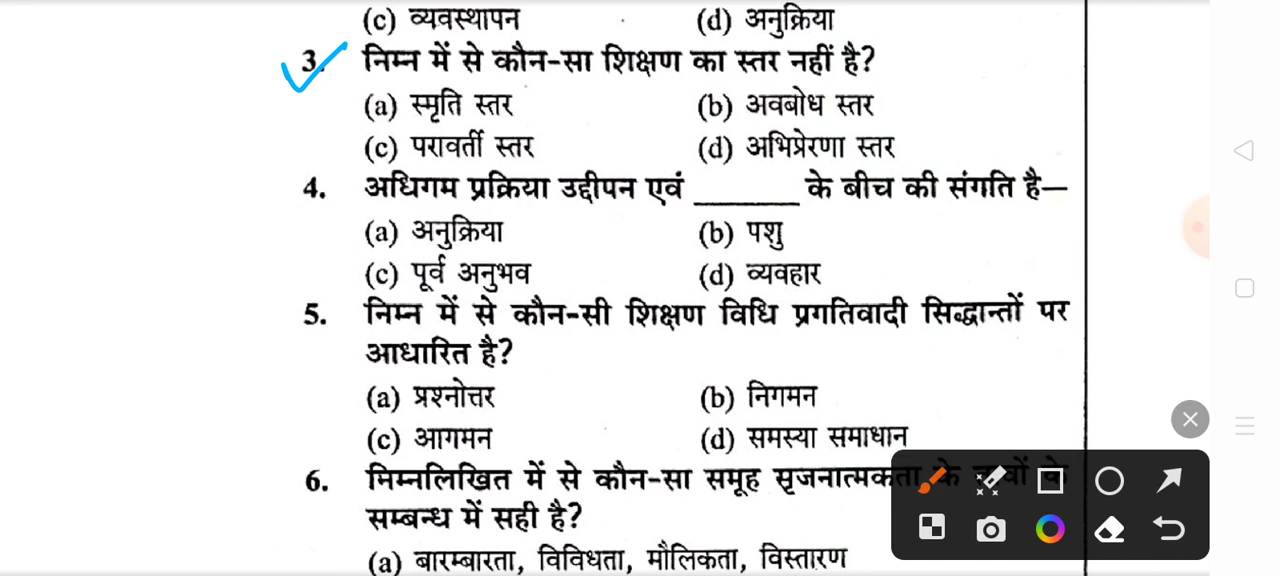 (c) व्यवस्थापन (d) अनुक्रिया
3. निम्न में से कौन-सा शिक्षण का स्तर नहीं है?
(a) स्मृति स्तर (b) अवबोध स्तर
(c) परावर्ती स्तर (d) अभिप्रेरणा स्तर
4. अधिगम प्रक्रिया उद्दीपन एवं ________ के बीच की संगति है—
(a) अनुक्रिया (b) पशु
(c) पूर्व अनुभव (d) व्यवहार
5. निम्न में से कौन-सी शिक्षण विधि प्रगतिवादी सिद्धान्तों पर
आधारित है?
(a) प्रश्नोत्तर (b) निगमन
(c) आगमन (d) समस्या समाधान
6. निम्नलिखित में से कौन-सा समूह सृजनात्मकता के
सम्बन्ध में सही है?
(a) बारम्बारता, विविधता, मौलिकता, विस्तारण